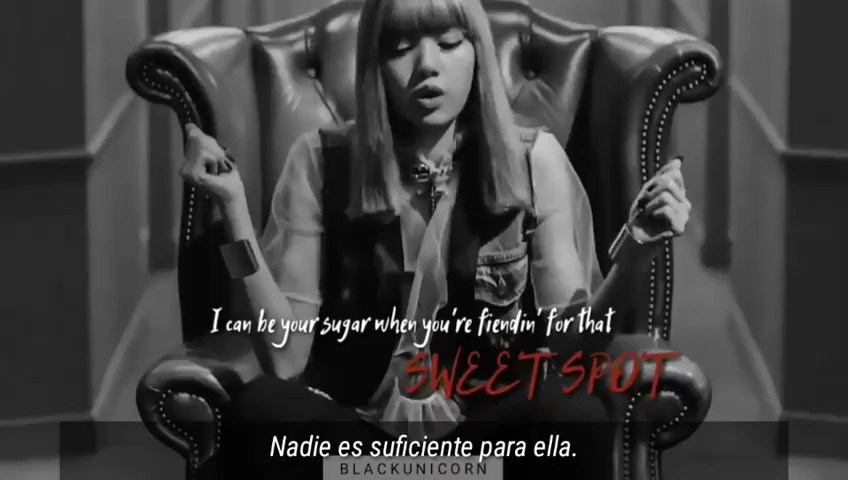 I can be your sugar when you're fiendin' for that
SWEET SPOT
Nadie es suficiente para ella.
BLACKUNICORN